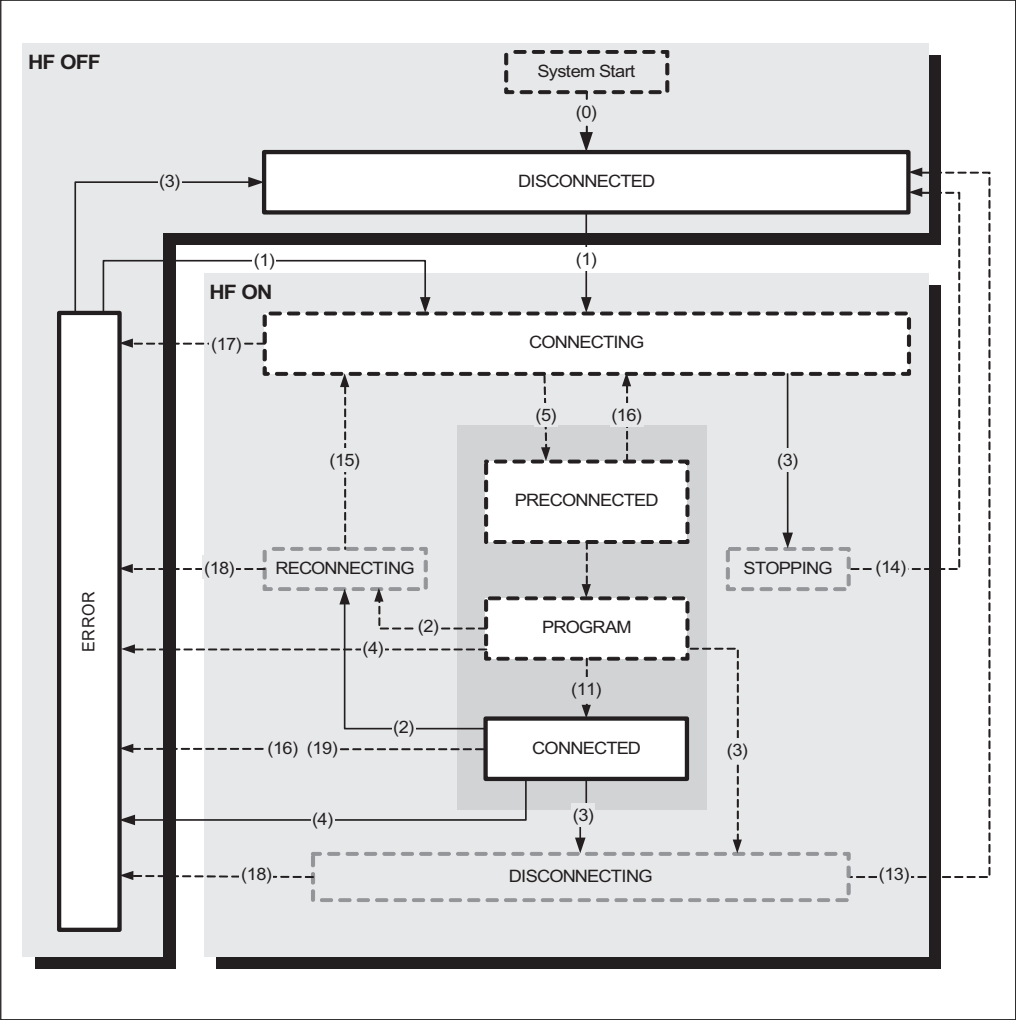 HF OFF
System Start
(0)
DISCONNECTED
(3)
(1)
(1)
HF ON
CONNECTING
(17)
(5)
(16)
(15)
(3)
PRECONNECTED
(18)
RECONNECTING
STOPPING
(14)
ERROR
(2)
PROGRAM
(4)
(11)
(2)
(16) (19)
CONNECTED
(3)
(4)
(3)
(18)
DISCONNECTING
(13)